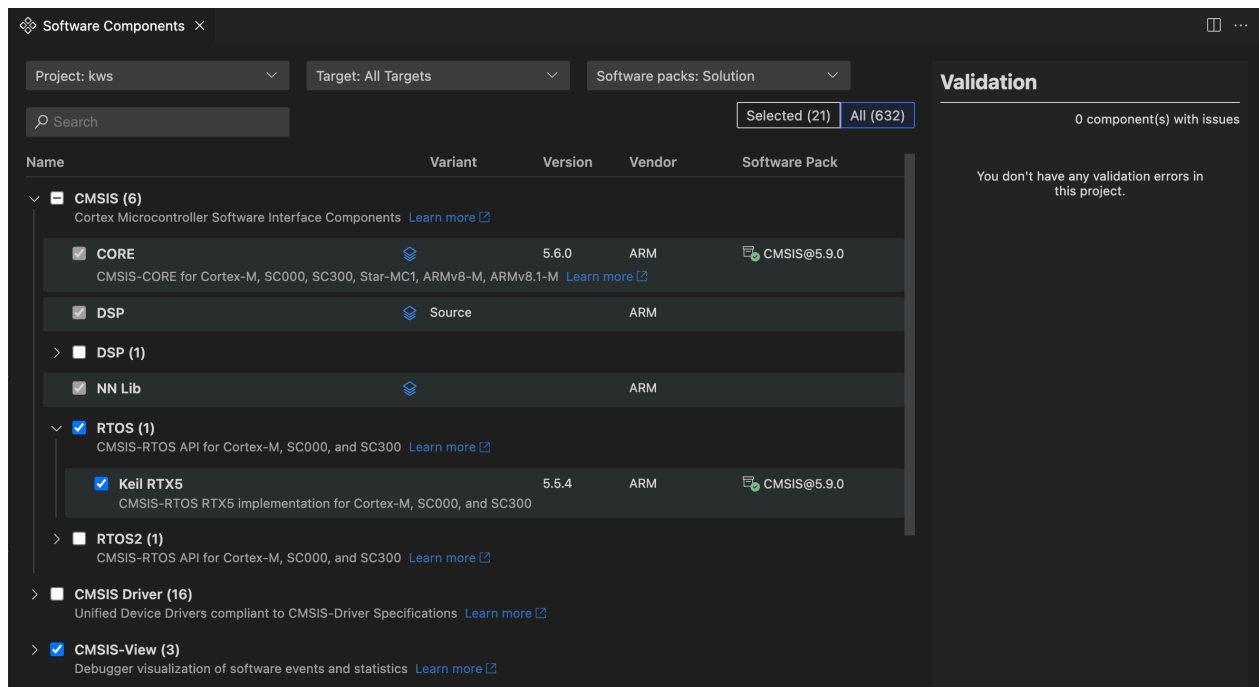 Software Components
Project: kws
Target: All Targets
Software packs: Solution
Search
Selected (21)
All (632)
Name Variant Version Vendor Software Pack
CMSIS (6)
Cortex Microcontroller Software Interface Components Learn more
CORE 5.6.0 ARM CMSIS@5.9.0
CMSIS-CORE for Cortex-M, SC000, SC300, Star-MC1, ARMv8-M, ARMv8.1-M Learn more
DSP Source ARM
DSP (1)
NN Lib ARM
RTOS (1)
CMSIS-RTOS API for Cortex-M, SC000, and SC300 Learn more
Keil RTX5 5.5.4 ARM CMSIS@5.9.0
CMSIS-RTOS RTX5 implementation for Cortex-M, SC000, and SC300
RTOS2 (1)
CMSIS-RTOS API for Cortex-M, SC000, and SC300 Learn more
CMSIS Driver (16)
Unified Device Drivers compliant to CMSIS-Driver Specifications Learn more
CMSIS-View (3)
Debugger visualization of software events and statistics Learn more
Validation
0 component(s) with issues
You don't have any validation errors in
this project.